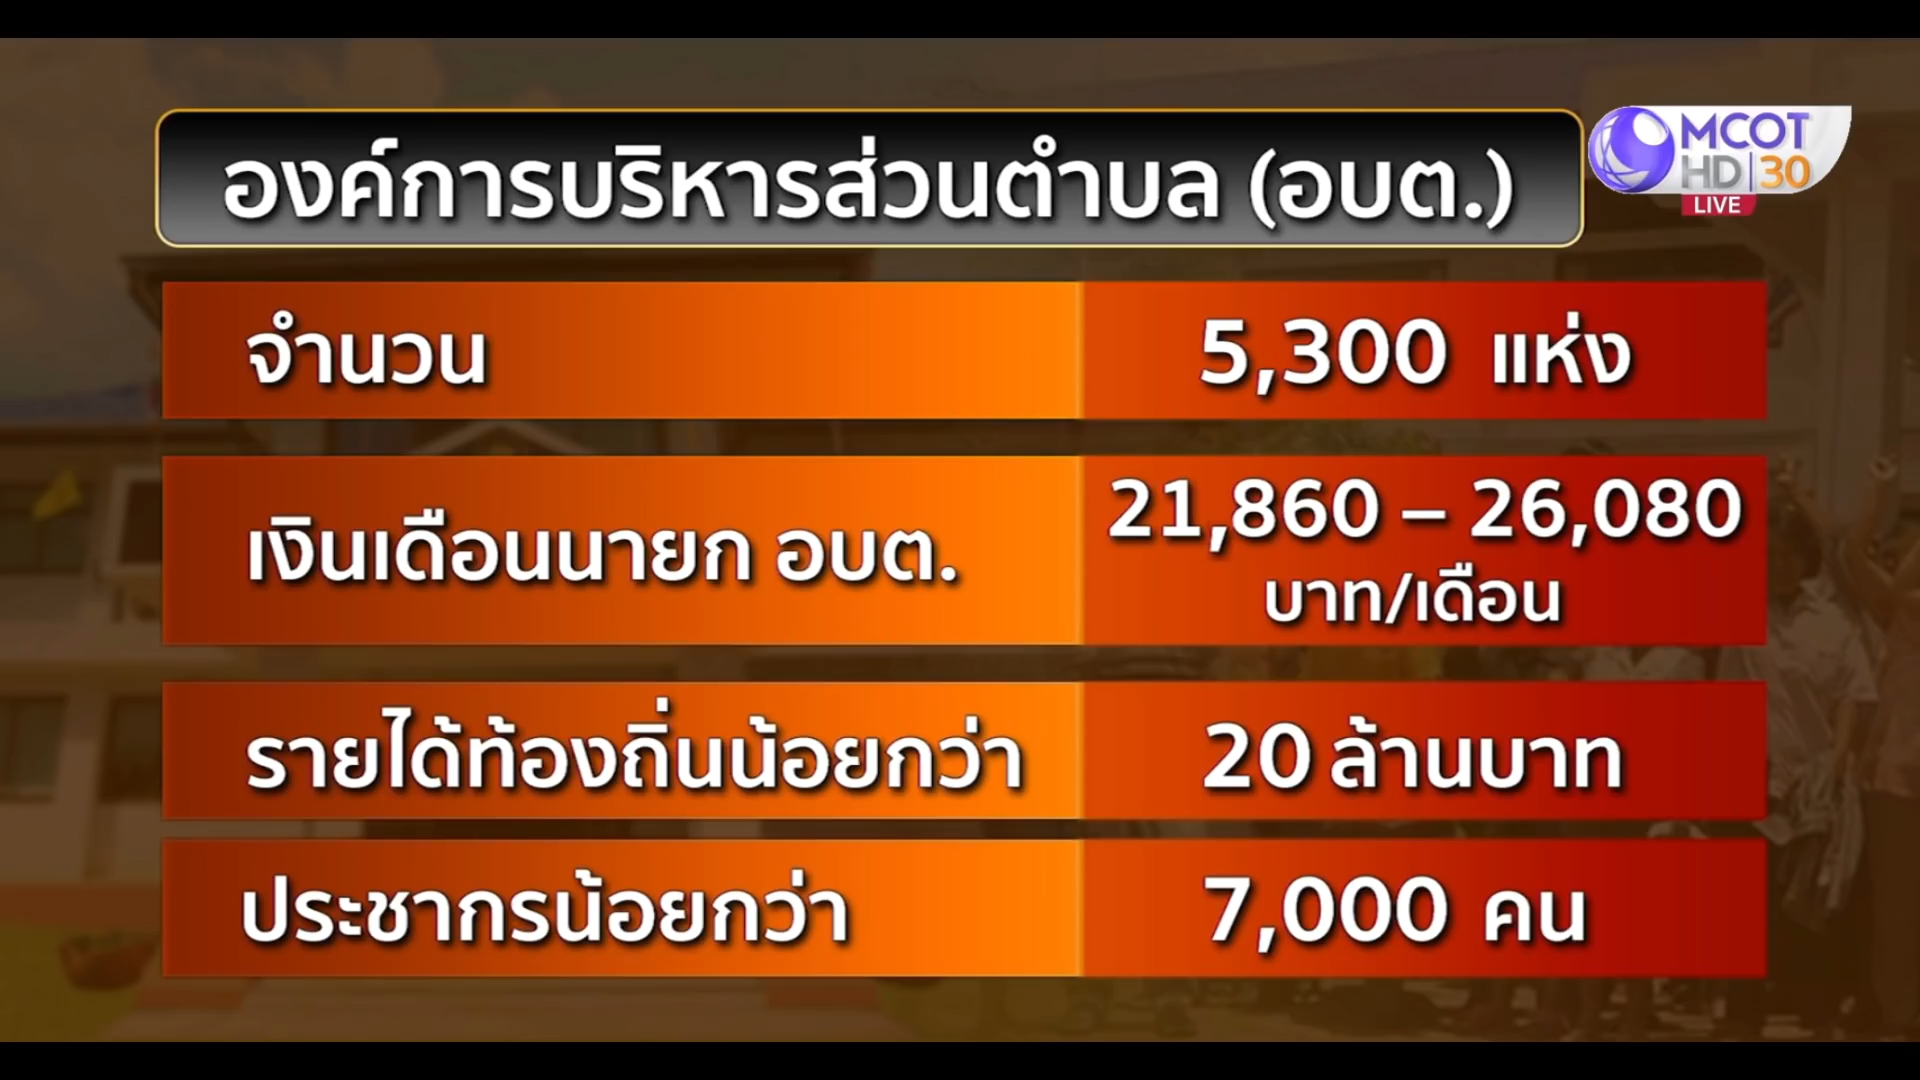 องค์การบริหารส่วนตำบล (อบต.)
MCOT
HD 30
LIVE
จำนวน 5,300 แห่ง
เงินเดือนนายก อบต. 21,860 – 26,080
บาท/เดือน
รายได้ท้องถิ่นน้อยกว่า 20 ล้านบาท
ประชากรน้อยกว่า 7,000 คน